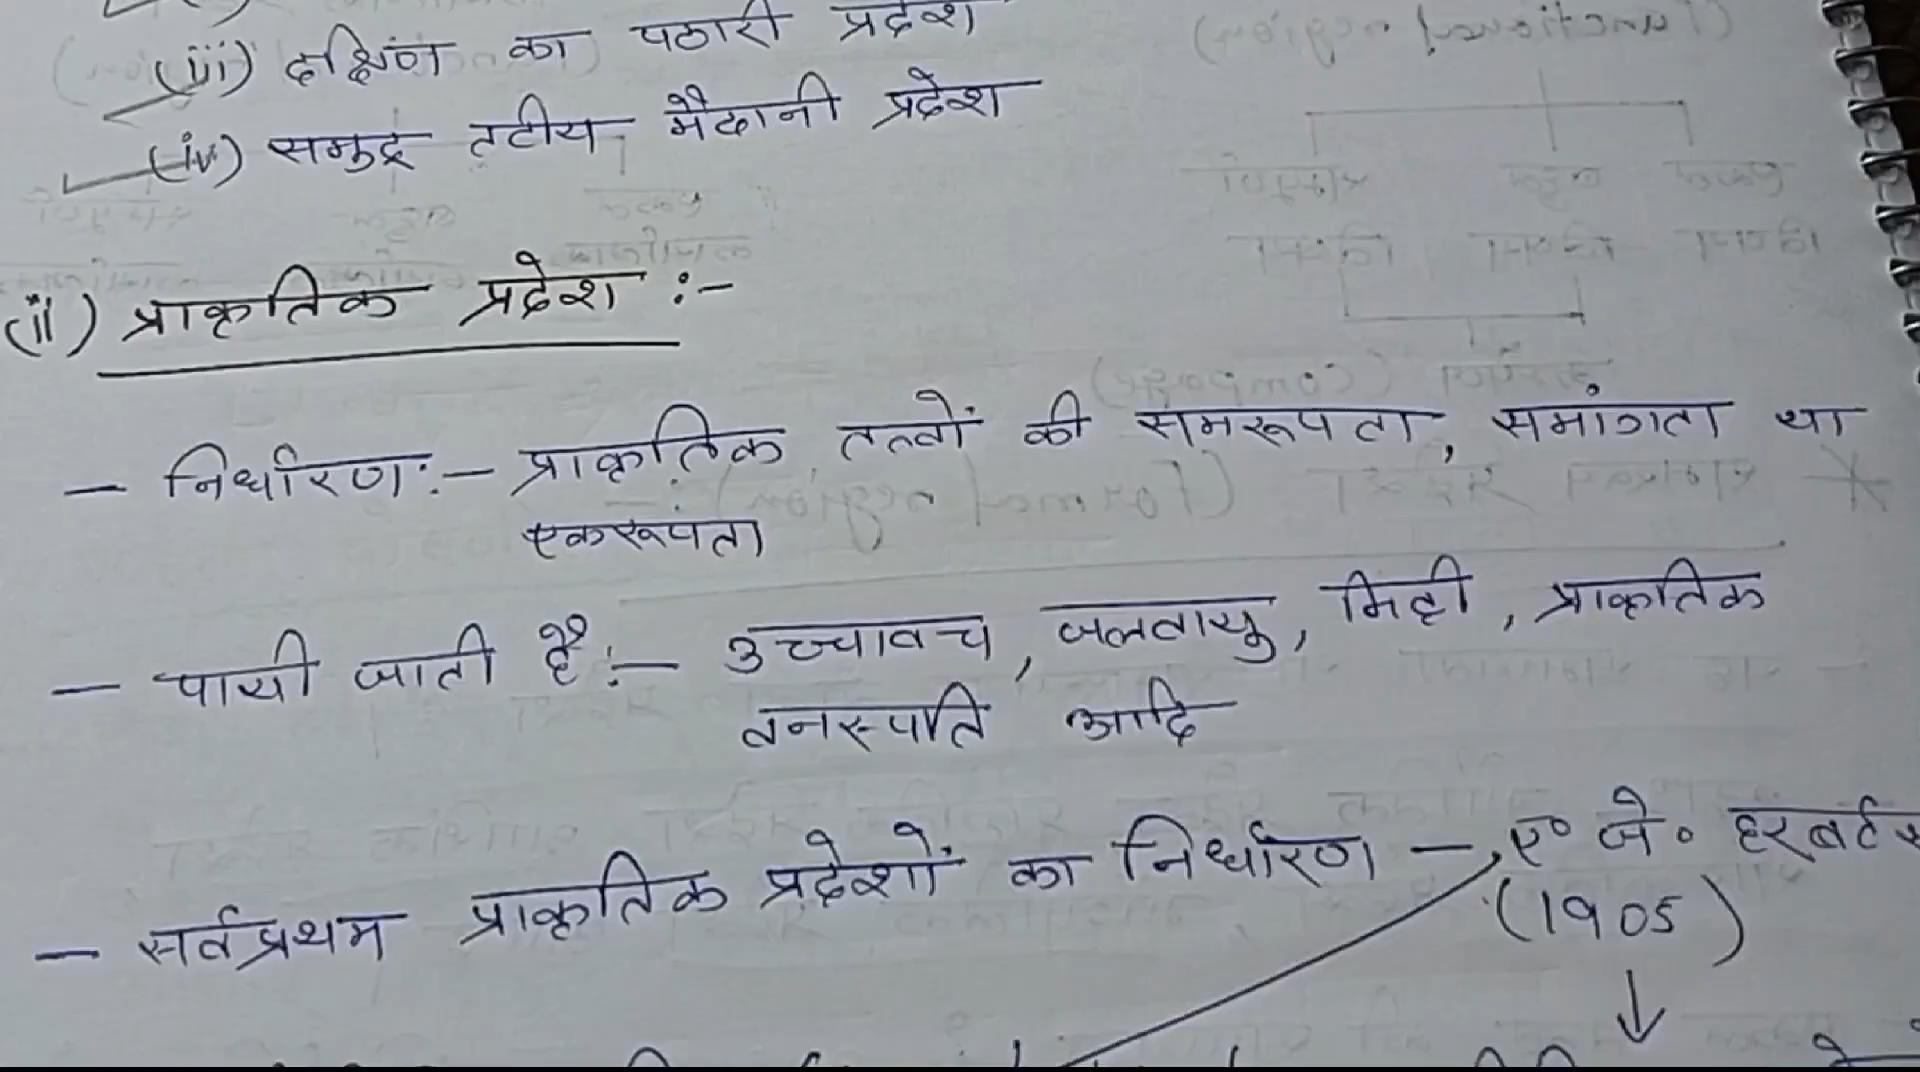 (iii) दक्षिण का पठारी प्रदेश
(iv) समुद्र तटीय मैदानी प्रदेश
(ii) प्राकृतिक प्रदेश :-
- निर्धारण :- प्राकृतिक तत्वों की समरूपता, समांगता या
एकरूपता
- पायी जाती है :- उच्चावच, जलवायु, मिट्टी, प्राकृतिक
वनस्पति आदि
- सर्वप्रथम प्राकृतिक प्रदेशों का निर्धारण - ए० जे० हरबर्ट
(1905)